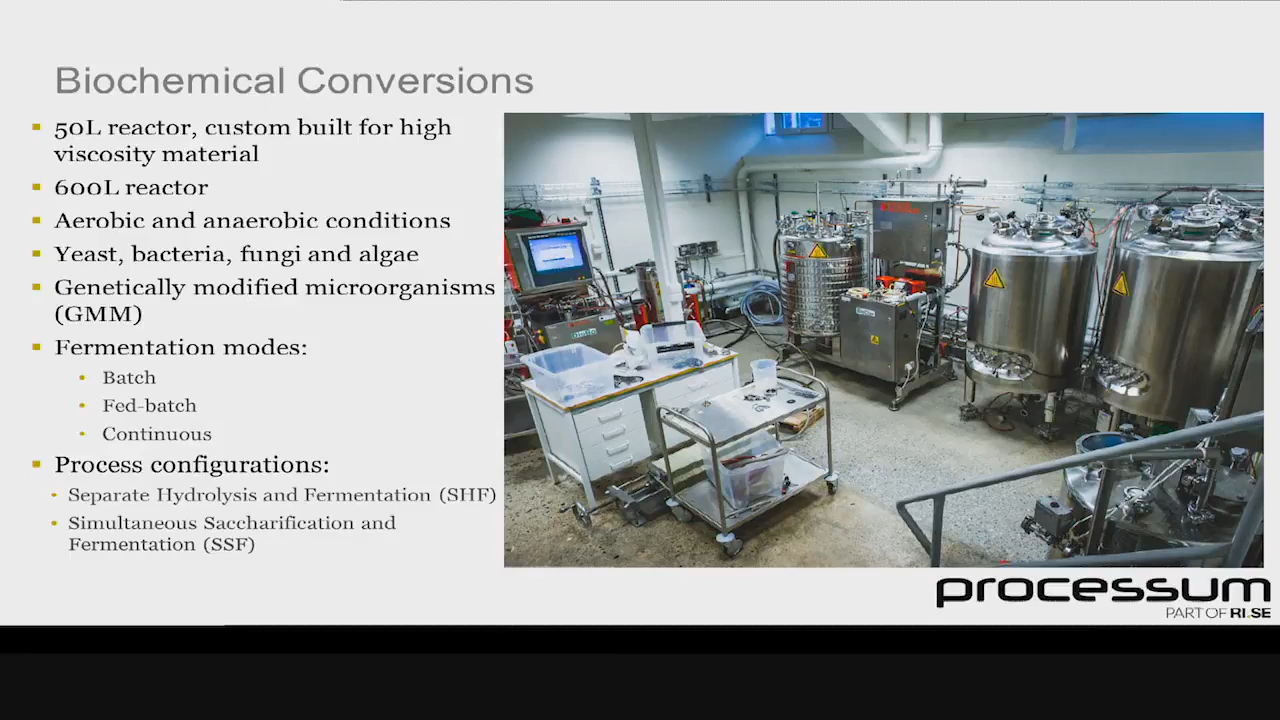 Biochemical Conversions
50L reactor, custom built for high
viscosity material
600L reactor
Aerobic and anaerobic conditions
Yeast, bacteria, fungi and algae
Genetically modified microorganisms
(GMM)
Fermentation modes:
Batch
Fed-batch
Continuous
Process configurations:
Separate Hydrolysis and Fermentation (SHF)
Simultaneous Saccharification and
Fermentation (SSF)
processum
PART OF RI.SE